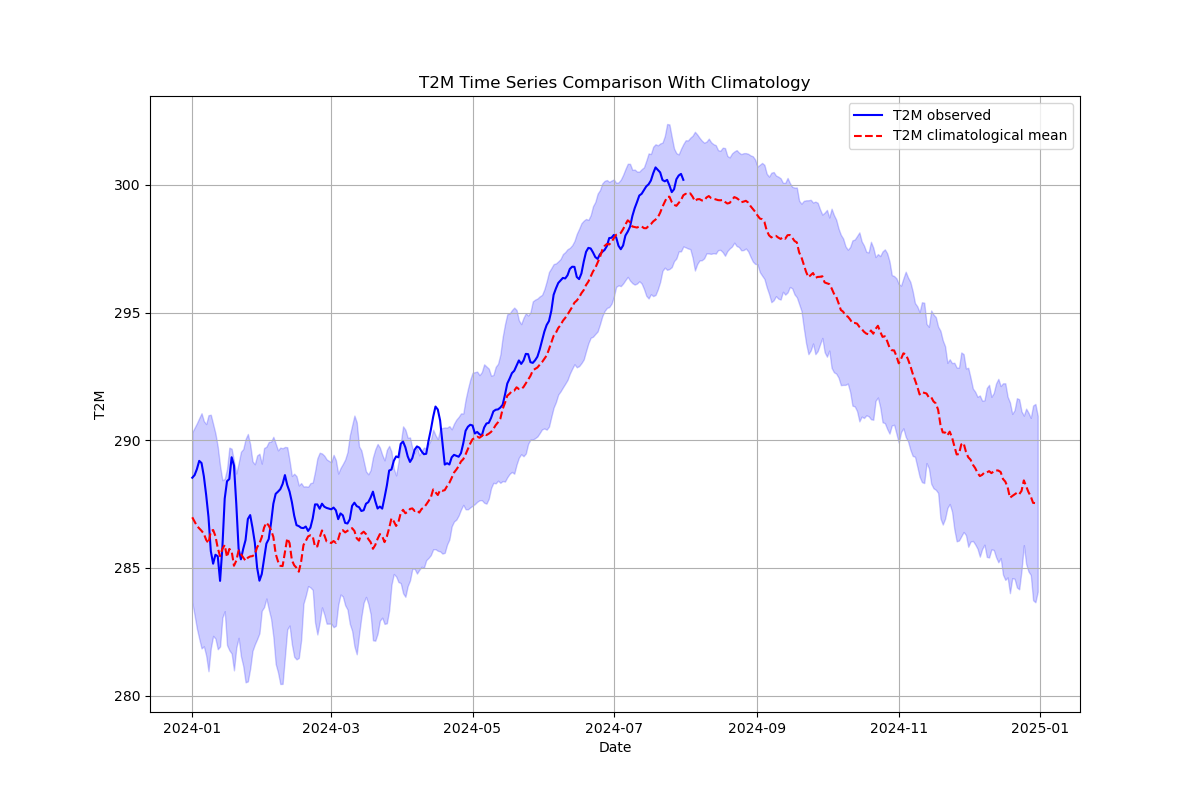 T2M Time Series Comparison With Climatology
T2M observed
T2M climatological mean
300
295
290
285
280
T2M
2024-01
2024-03
2024-05
2024-07
2024-09
2024-11
2025-01
Date